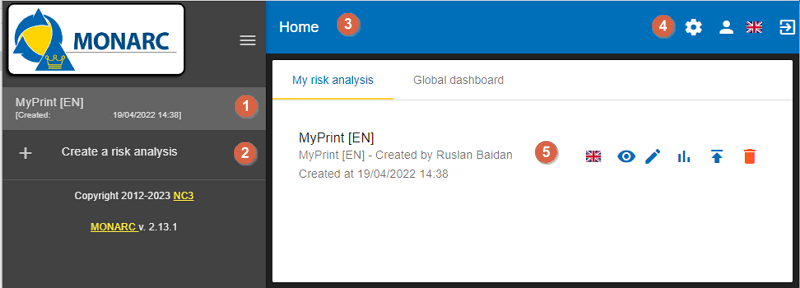 MONARC
Home 3
4
MyPrint [EN]
[Created: 19/04/2022 14:38]
1
Create a risk analysis
2
Copyright 2012-2023 NC3
MONARC v. 2.13.1
My risk analysis Global dashboard
MyPrint [EN]
MyPrint [EN] - Created by Ruslan Baidan
Created at 19/04/2022 14:38
5